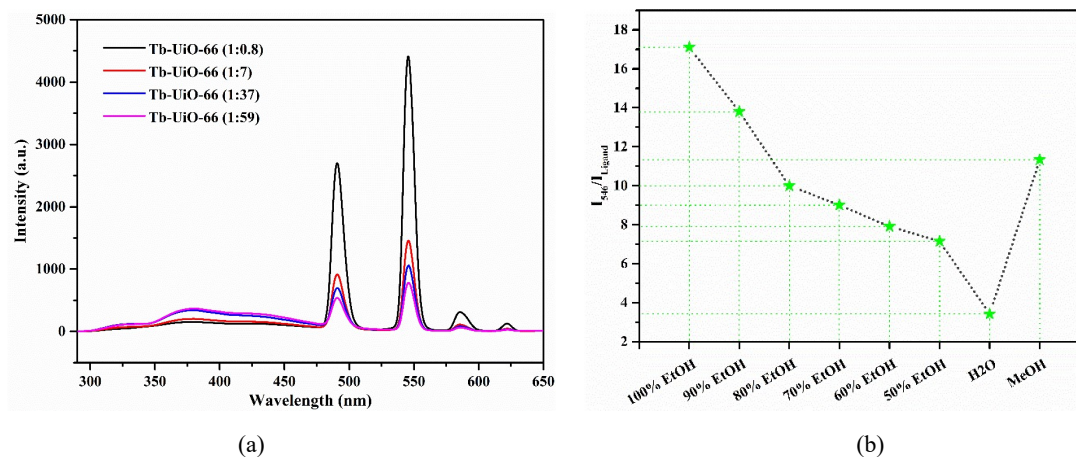 5000
4000
3000
2000
1000
0
Intensity (a.u.)
Tb-UiO-66 (1:0.8)
Tb-UiO-66 (1:7)
Tb-UiO-66 (1:37)
Tb-UiO-66 (1:59)
300 350 400 450 500 550 600 650
Wavelength (nm)
(a)
18
16
14
12
10
8
6
4
2
I546/ILigand
100% EtOH
90% EtOH
80% EtOH
70% EtOH
60% EtOH
50% EtOH
H2O
MeOH
(b)